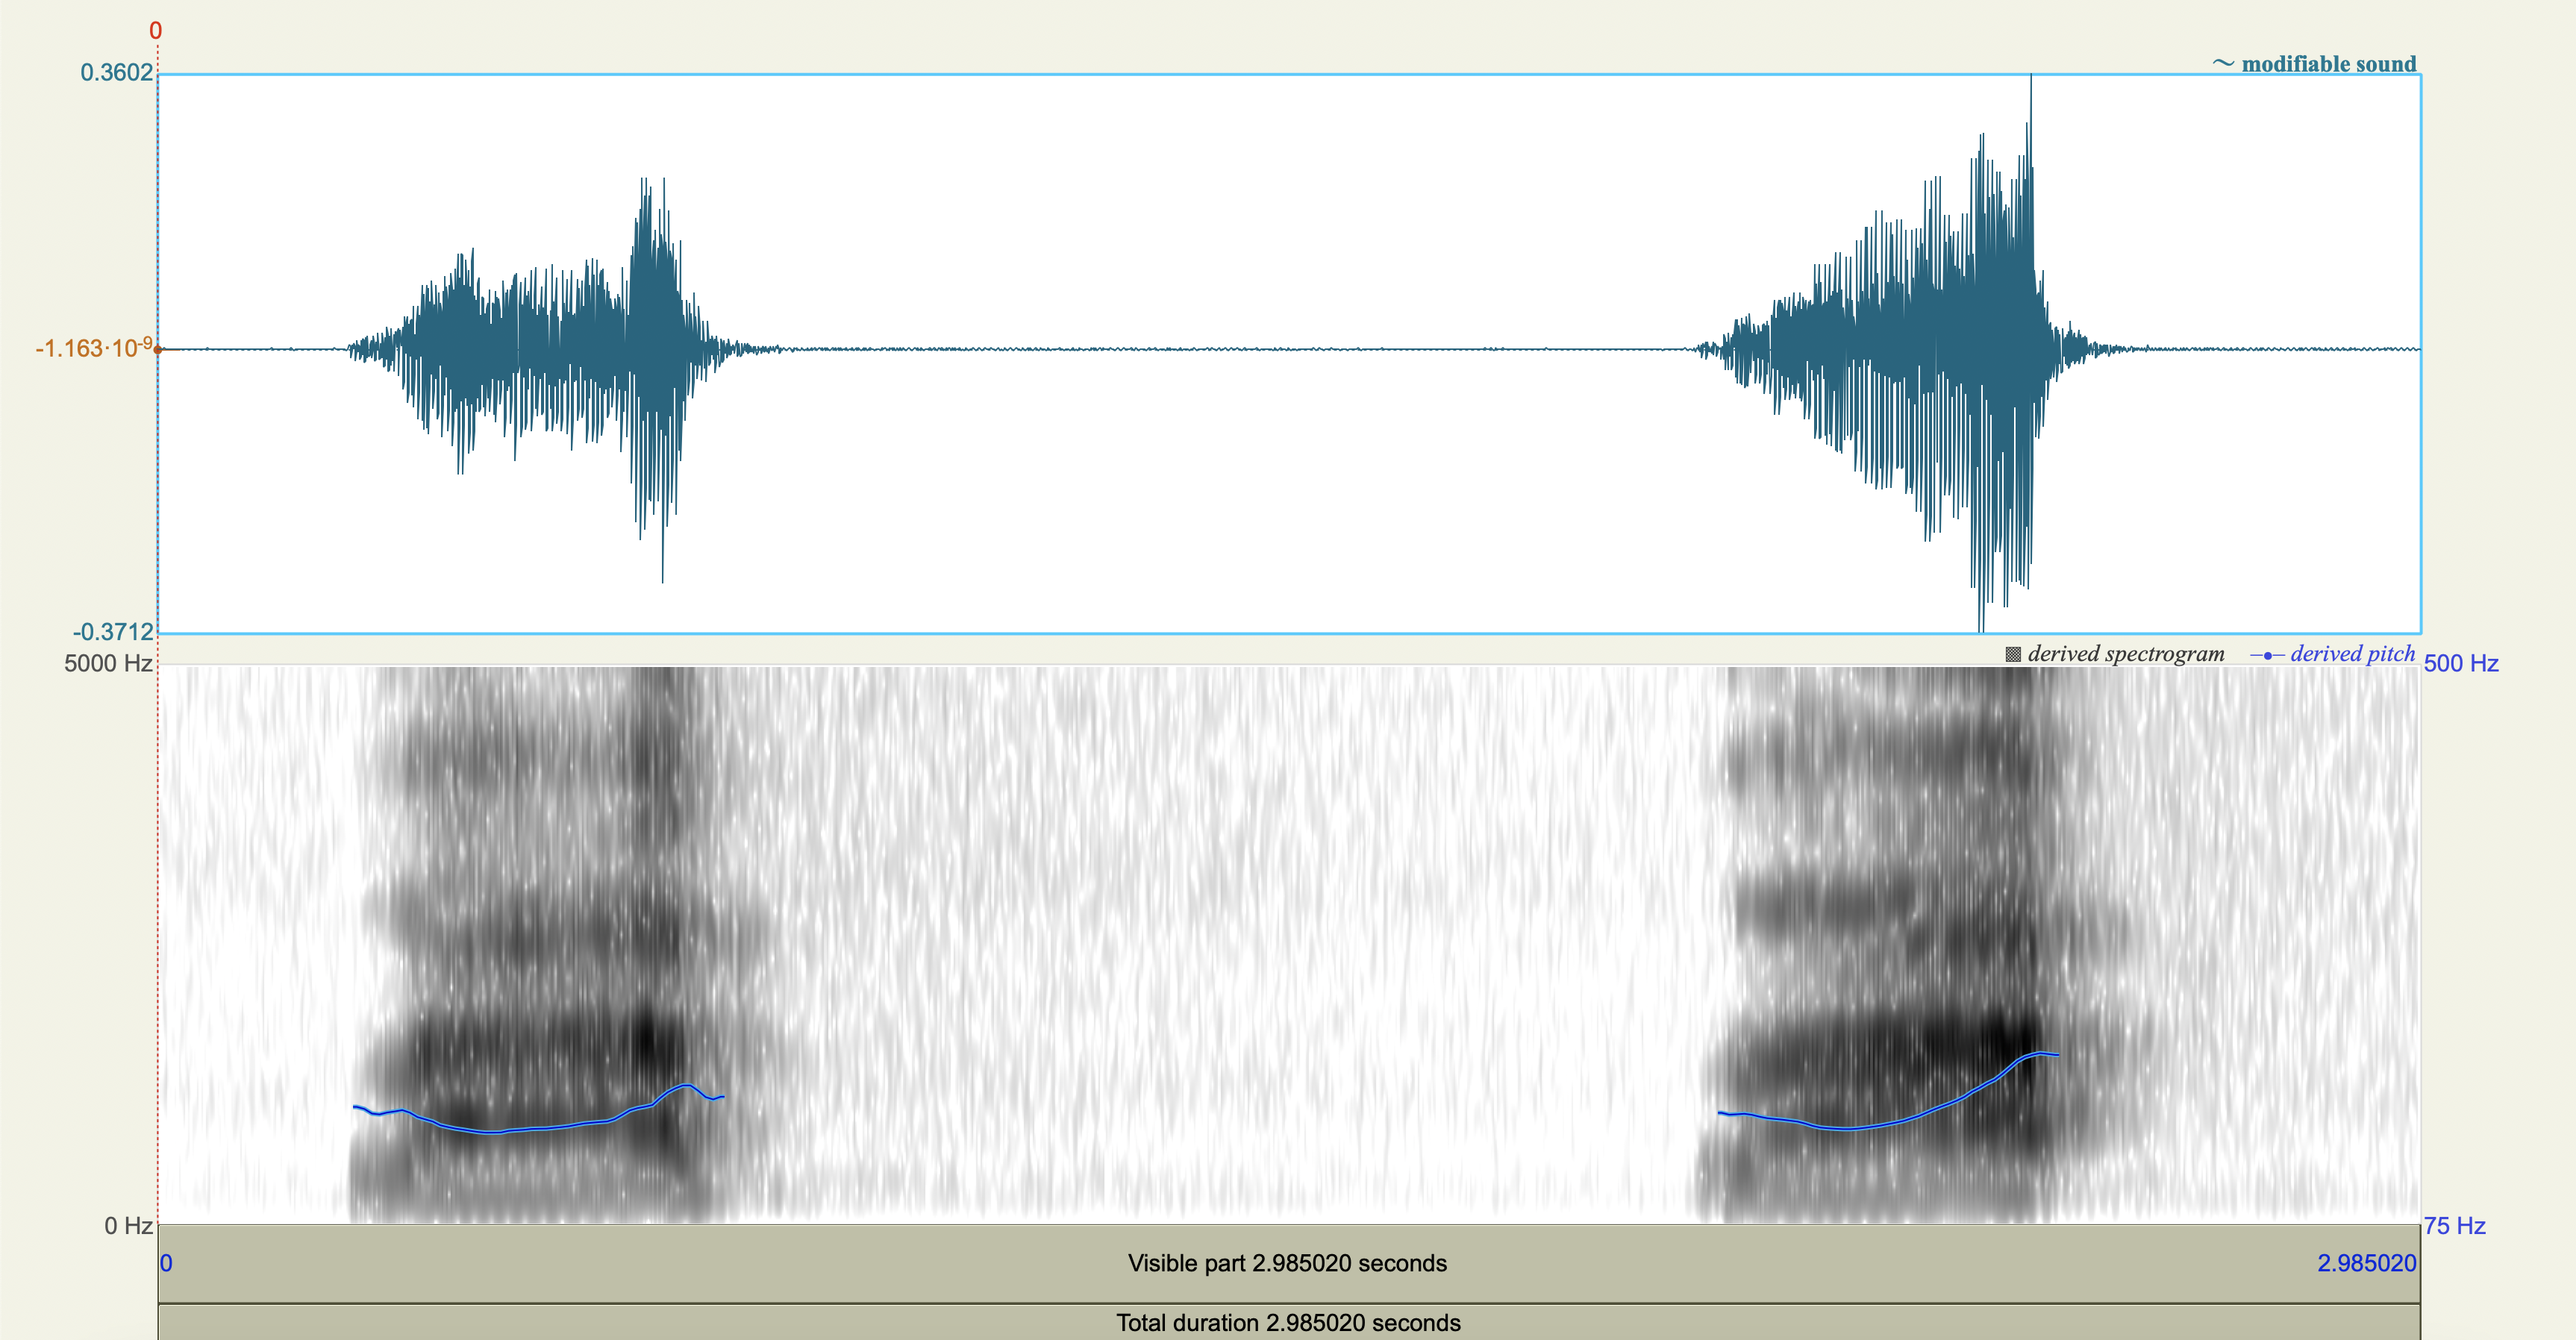 0
0.3602
~ modifiable sound
-1.163·10⁻⁹
-0.3712
5000 Hz
derived spectrogram derived pitch 500 Hz
0 Hz
75 Hz
0 Visible part 2.985020 seconds 2.985020
Total duration 2.985020 seconds